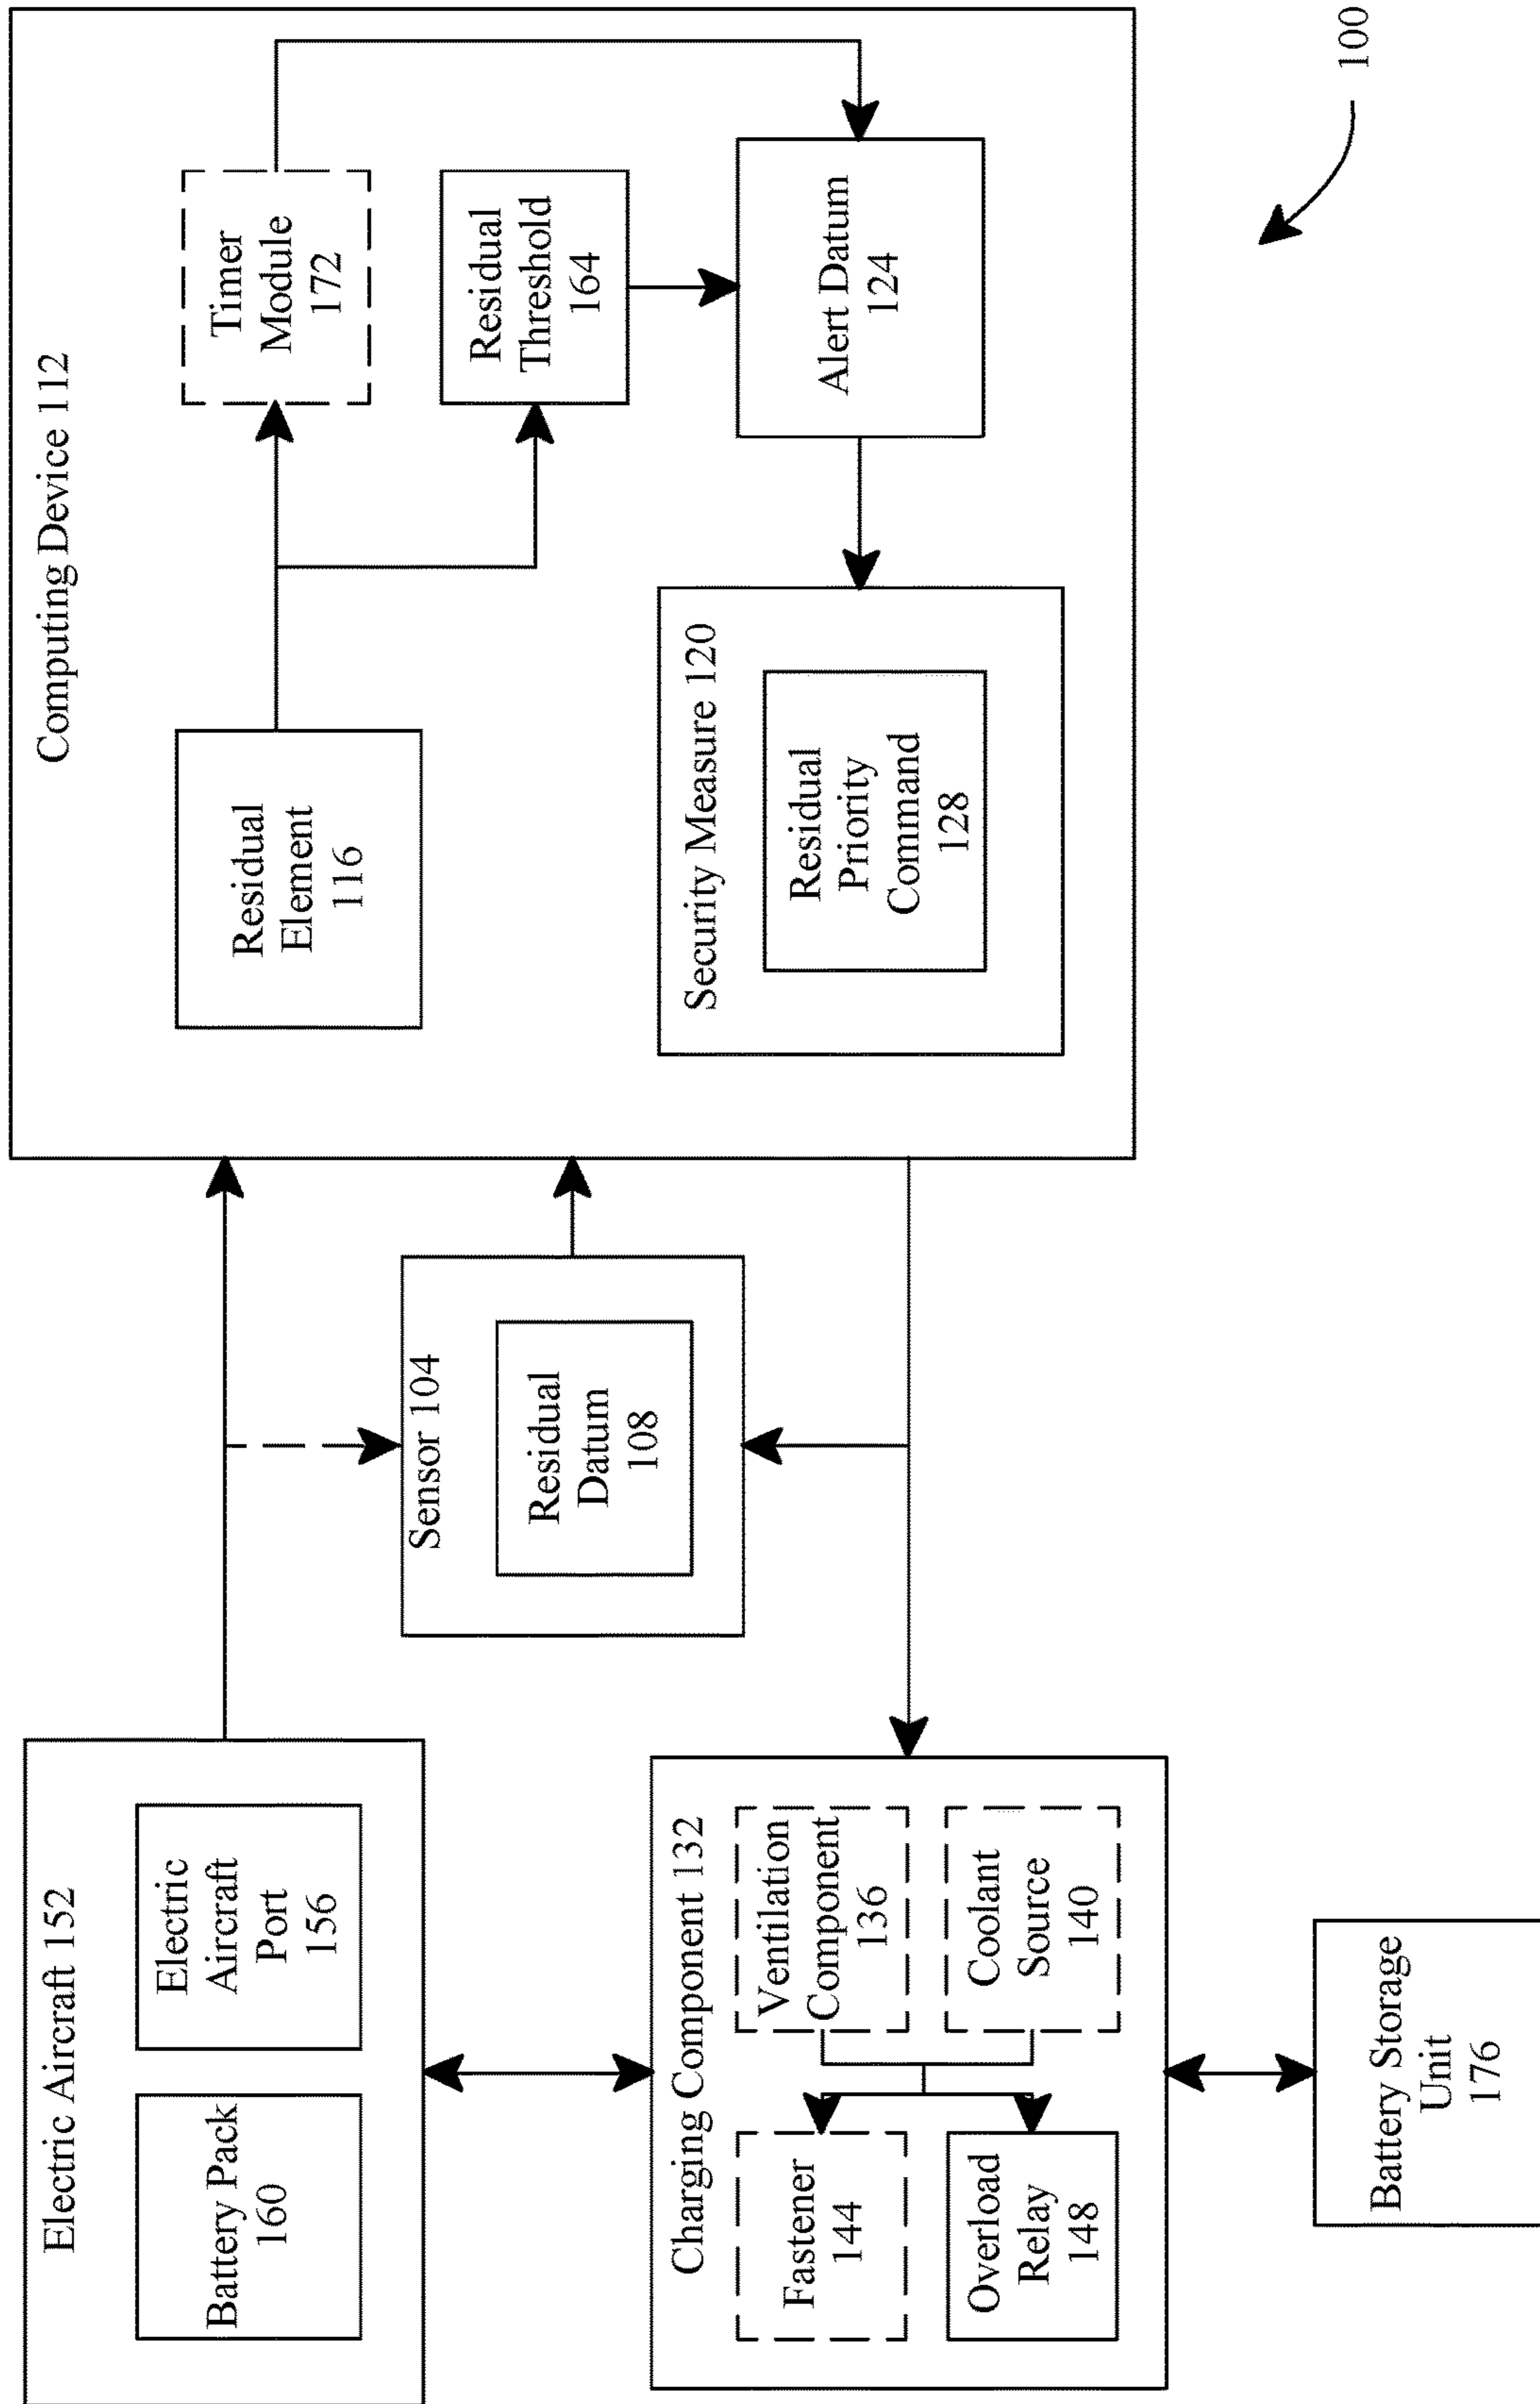 Electric Aircraft 152
Battery Pack
160
Electric
Aircraft
Port
156
Computing Device 112
Residual
Element
116
Timer
Module
172
Residual
Threshold
164
Alert Datum
124
Security Measure 120
Residual
Priority
Command
128
Sensor 104
Residual
Datum
108
Charging Component 132
Fastener
144
Ventilation
Component
136
Overload
Relay
148
Coolant
Source
140
Battery Storage
Unit
176
100